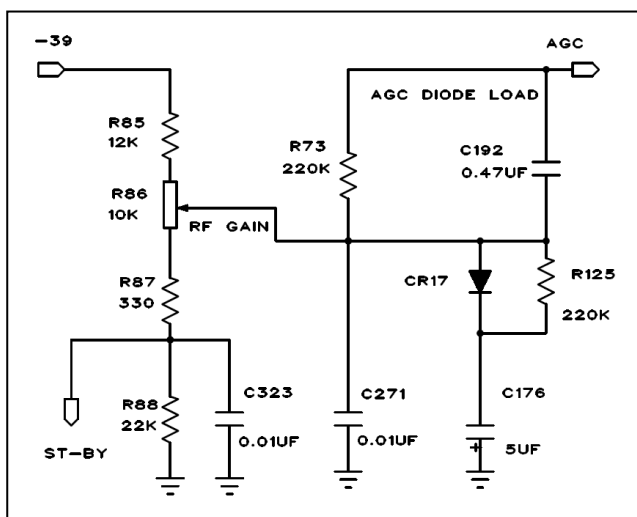 -39
AGC
AGC DIODE LOAD
R85
12K
R73
220K
C192
0.47UF
R86
10K
RF GAIN
R87
330
CR17
R125
220K
C323
0.01UF
C271
0.01UF
C176
+
5UF
R88
22K
ST-BY